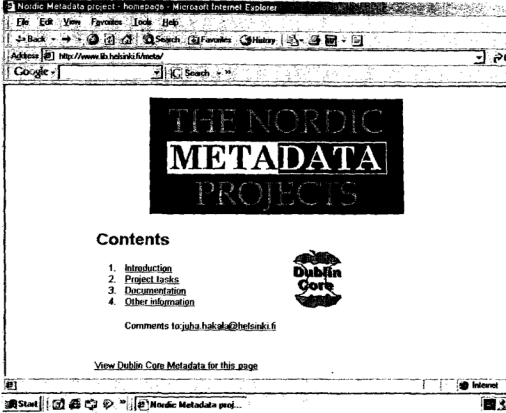 Nordic Metadata project - homepage - Microsoft Internet Explorer
File Edit View Favorites Tools Help
Back Search Favorites History
Address http://www.lib.helsinki.fi/meta/
Google Search »
THE NORDIC
METADATA
PROJECTS
Contents
1. Introduction
2. Project tasks
3. Documentation
4. Other information
Dublin
Core
Comments to:juha.hakala@helsinki.fi
View Dublin Core Metadata for this page
Internet
Start » Nordic Metadata proj...